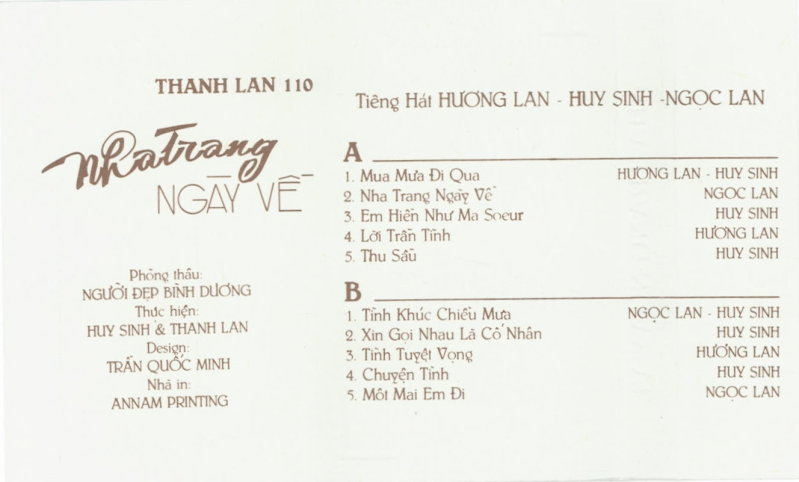 THANH LAN 110
Nha Trang
NGÀY VỀ
Phòng thâu:
NGƯỜI ĐẸP BÌNH DƯƠNG
Thực hiện:
HUY SINH & THANH LAN
Design:
TRẦN QUỐC MINH
Nhà in:
ANNAM PRINTING
Tiếng Hát HƯƠNG LAN - HUY SINH -NGỌC LAN
A
1. Mua Mưa Đi Qua HƯƠNG LAN - HUY SINH
2. Nha Trang Ngày Về NGỌC LAN
3. Em Hiền Như Ma Soeur HUY SINH
4. Lời Trần Tình HƯƠNG LAN
5. Thu Sầu HUY SINH
B
1. Tình Khúc Chiều Mưa NGỌC LAN - HUY SINH
2. Xin Gọi Nhau Là Cố Nhân HUY SINH
3. Tình Tuyệt Vọng HƯƠNG LAN
4. Chuyện Tình HUY SINH
5. Một Mai Em Đi NGỌC LAN